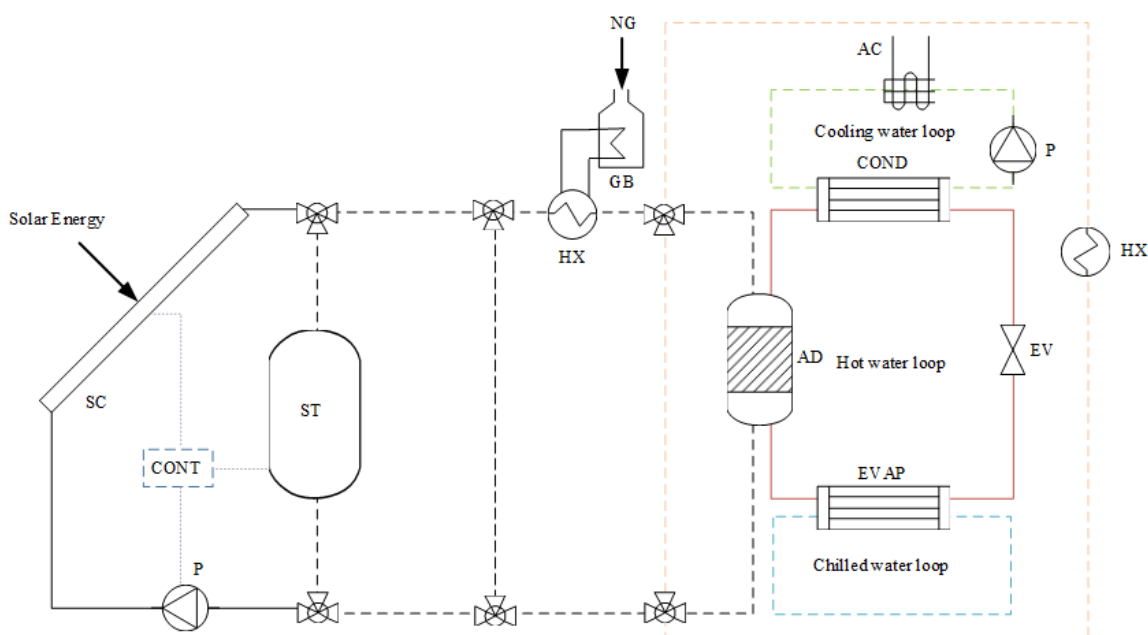 NG
AC
Cooling water loop
P
COND
GB
Solar Energy
HX
HX
AD
Hot water loop
EV
SC
ST
CONT
EVAP
P
Chilled water loop